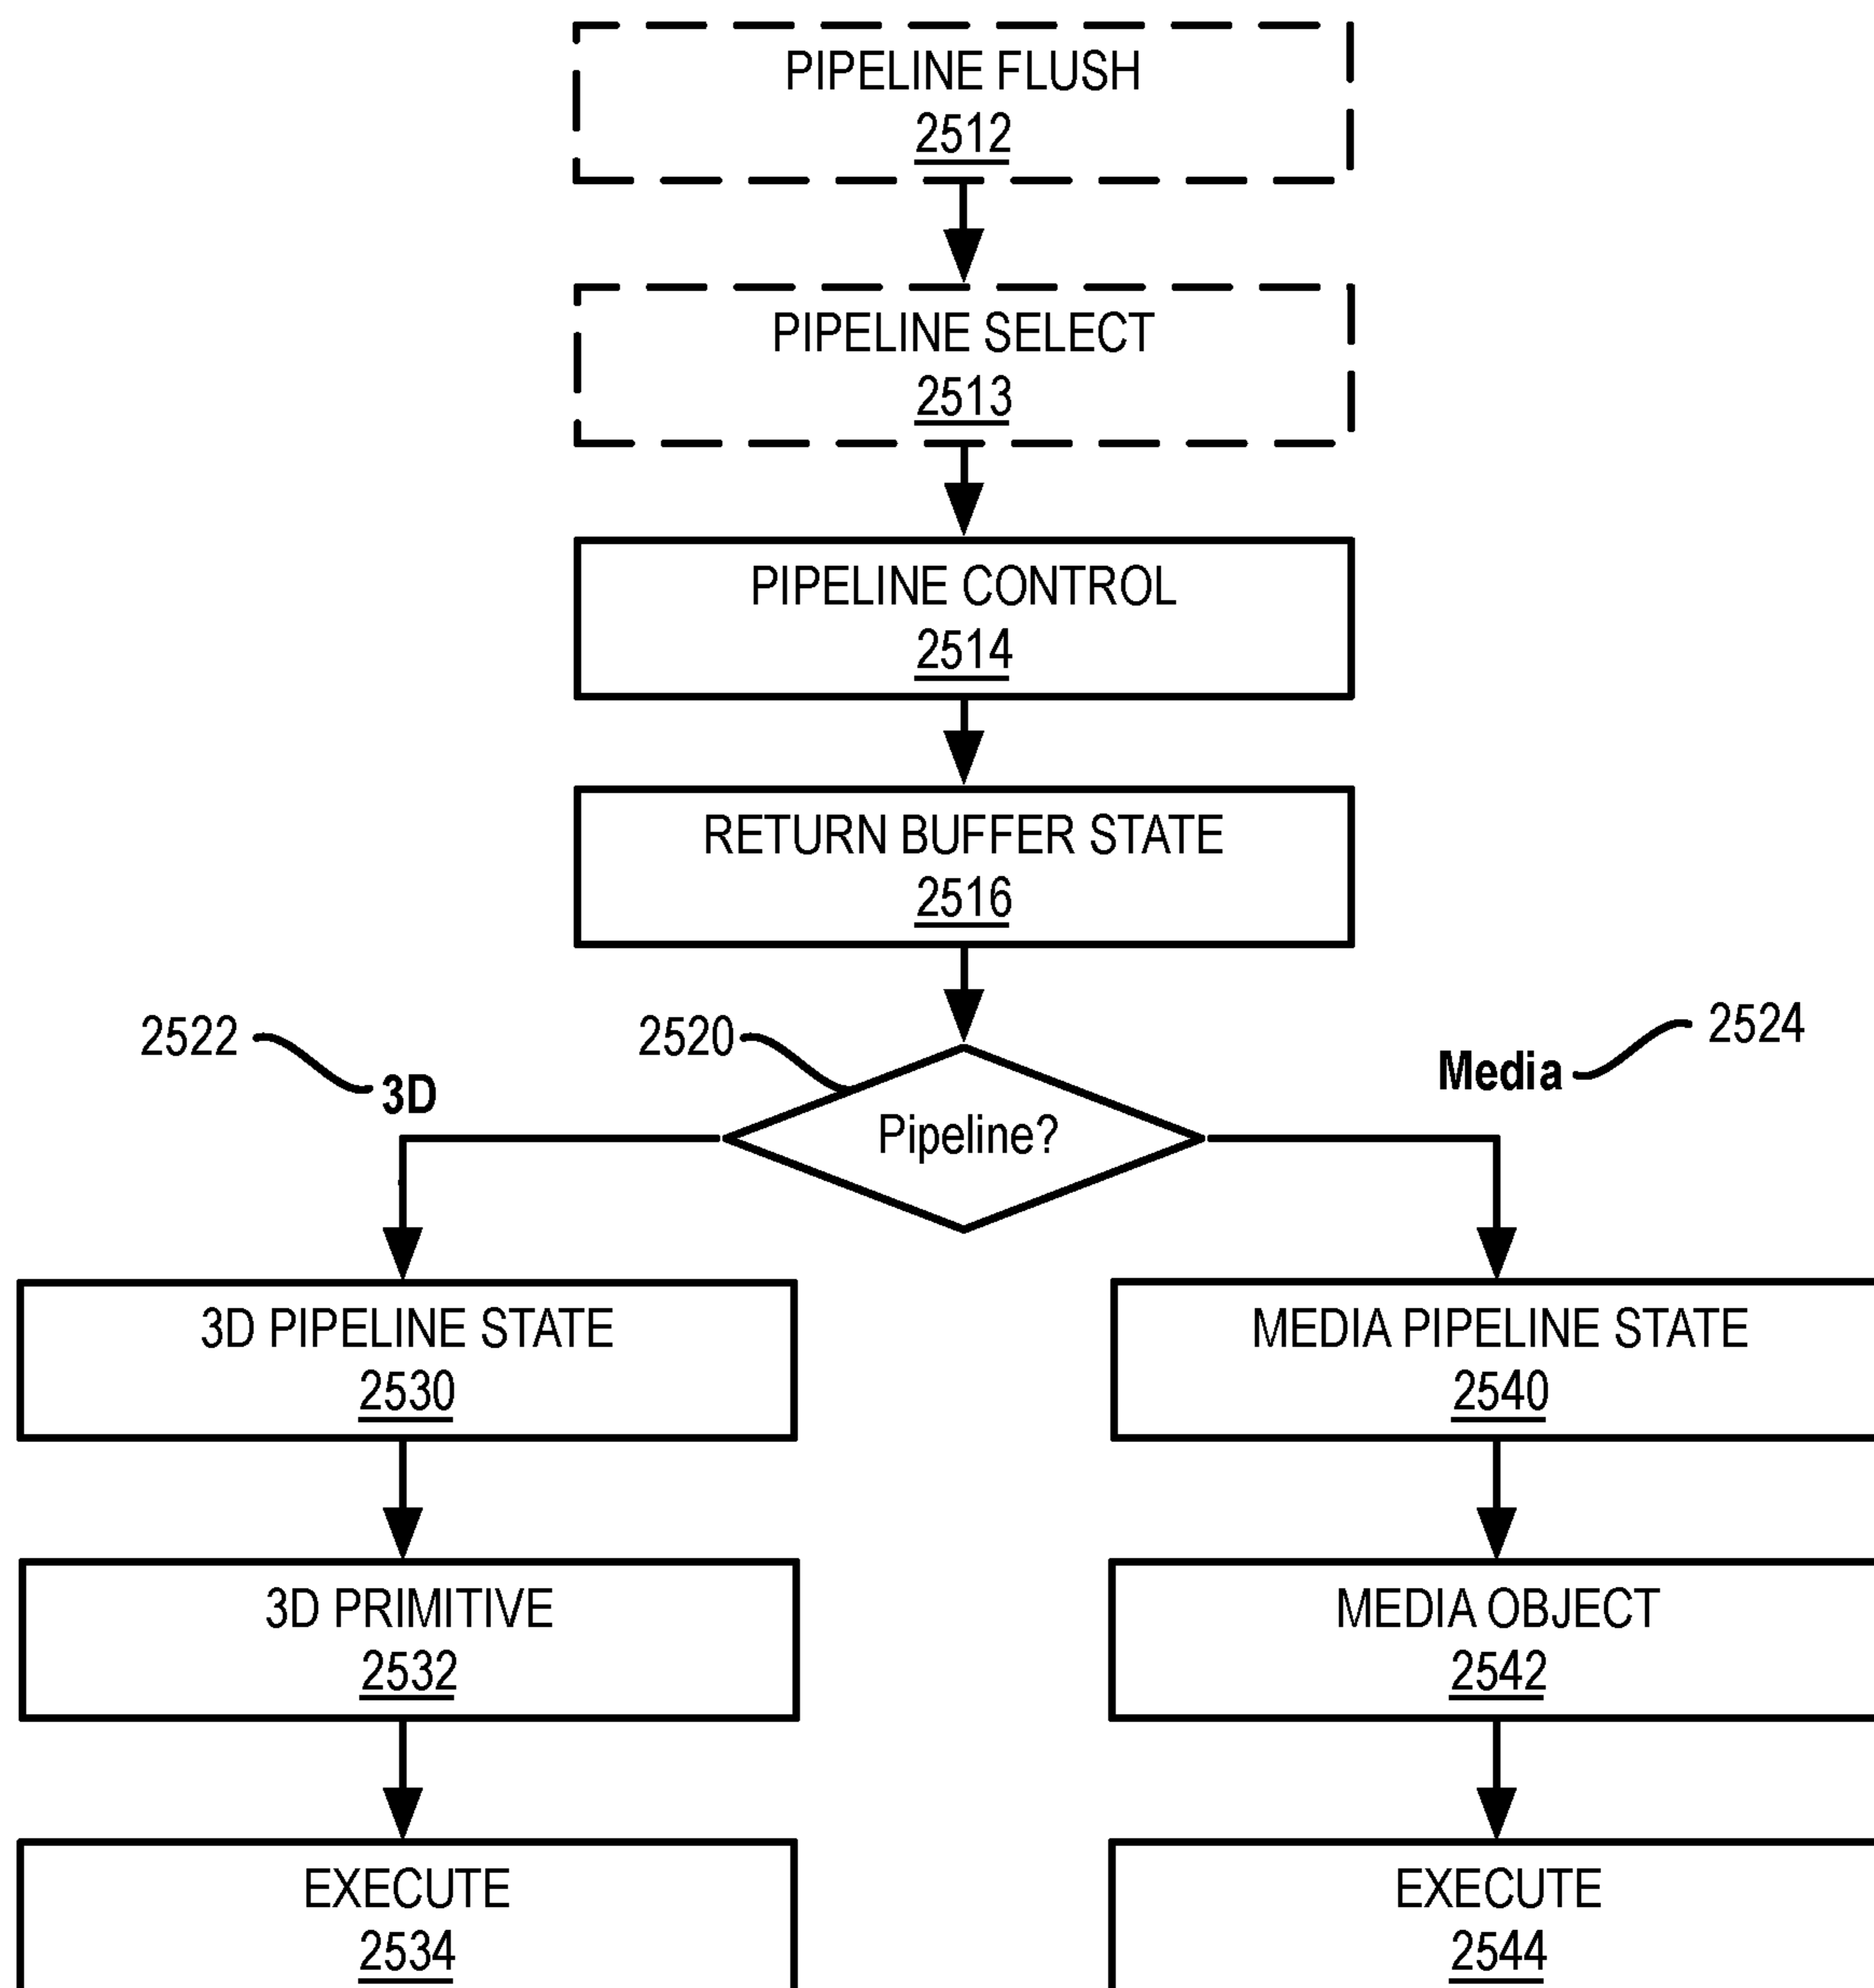 PIPELINE FLUSH
2512
PIPELINE SELECT
2513
PIPELINE CONTROL
2514
RETURN BUFFER STATE
2516
2522
2520
2524
3D
Media
Pipeline?
3D PIPELINE STATE
2530
MEDIA PIPELINE STATE
2540
3D PRIMITIVE
2532
MEDIA OBJECT
2542
EXECUTE
2534
EXECUTE
2544